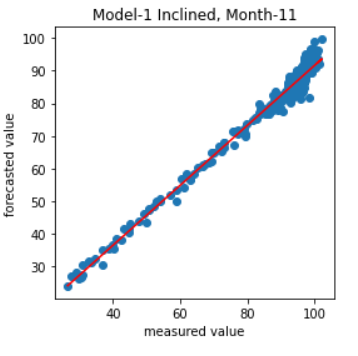 Model-1 Inclined, Month-11
forecasted value
100
90
80
70
60
50
40
30
40 60 80 100
measured value